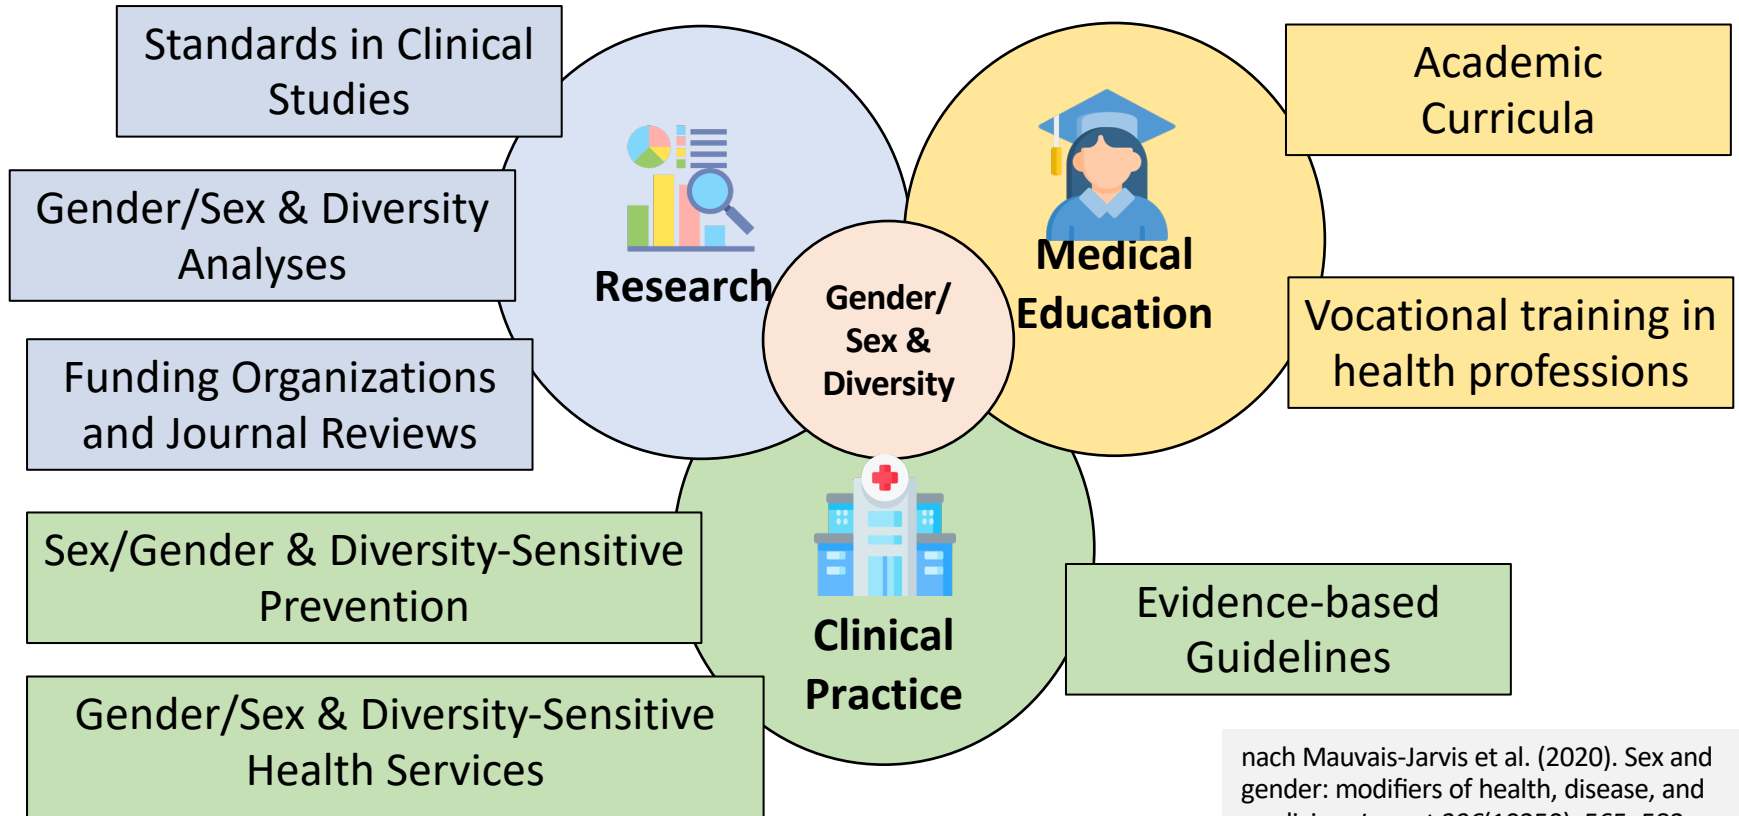 Standards in Clinical
Studies
Gender/Sex & Diversity
Analyses
Funding Organizations
and Journal Reviews
Research
Gender/
Sex &
Diversity
Medical
Education
Academic
Curricula
Vocational training in
health professions
Sex/Gender & Diversity-Sensitive
Prevention
Gender/Sex & Diversity-Sensitive
Health Services
Clinical
Practice
Evidence-based
Guidelines
nach Mauvais-Jarvis et al. (2020). Sex and
gender: modifiers of health, disease, and